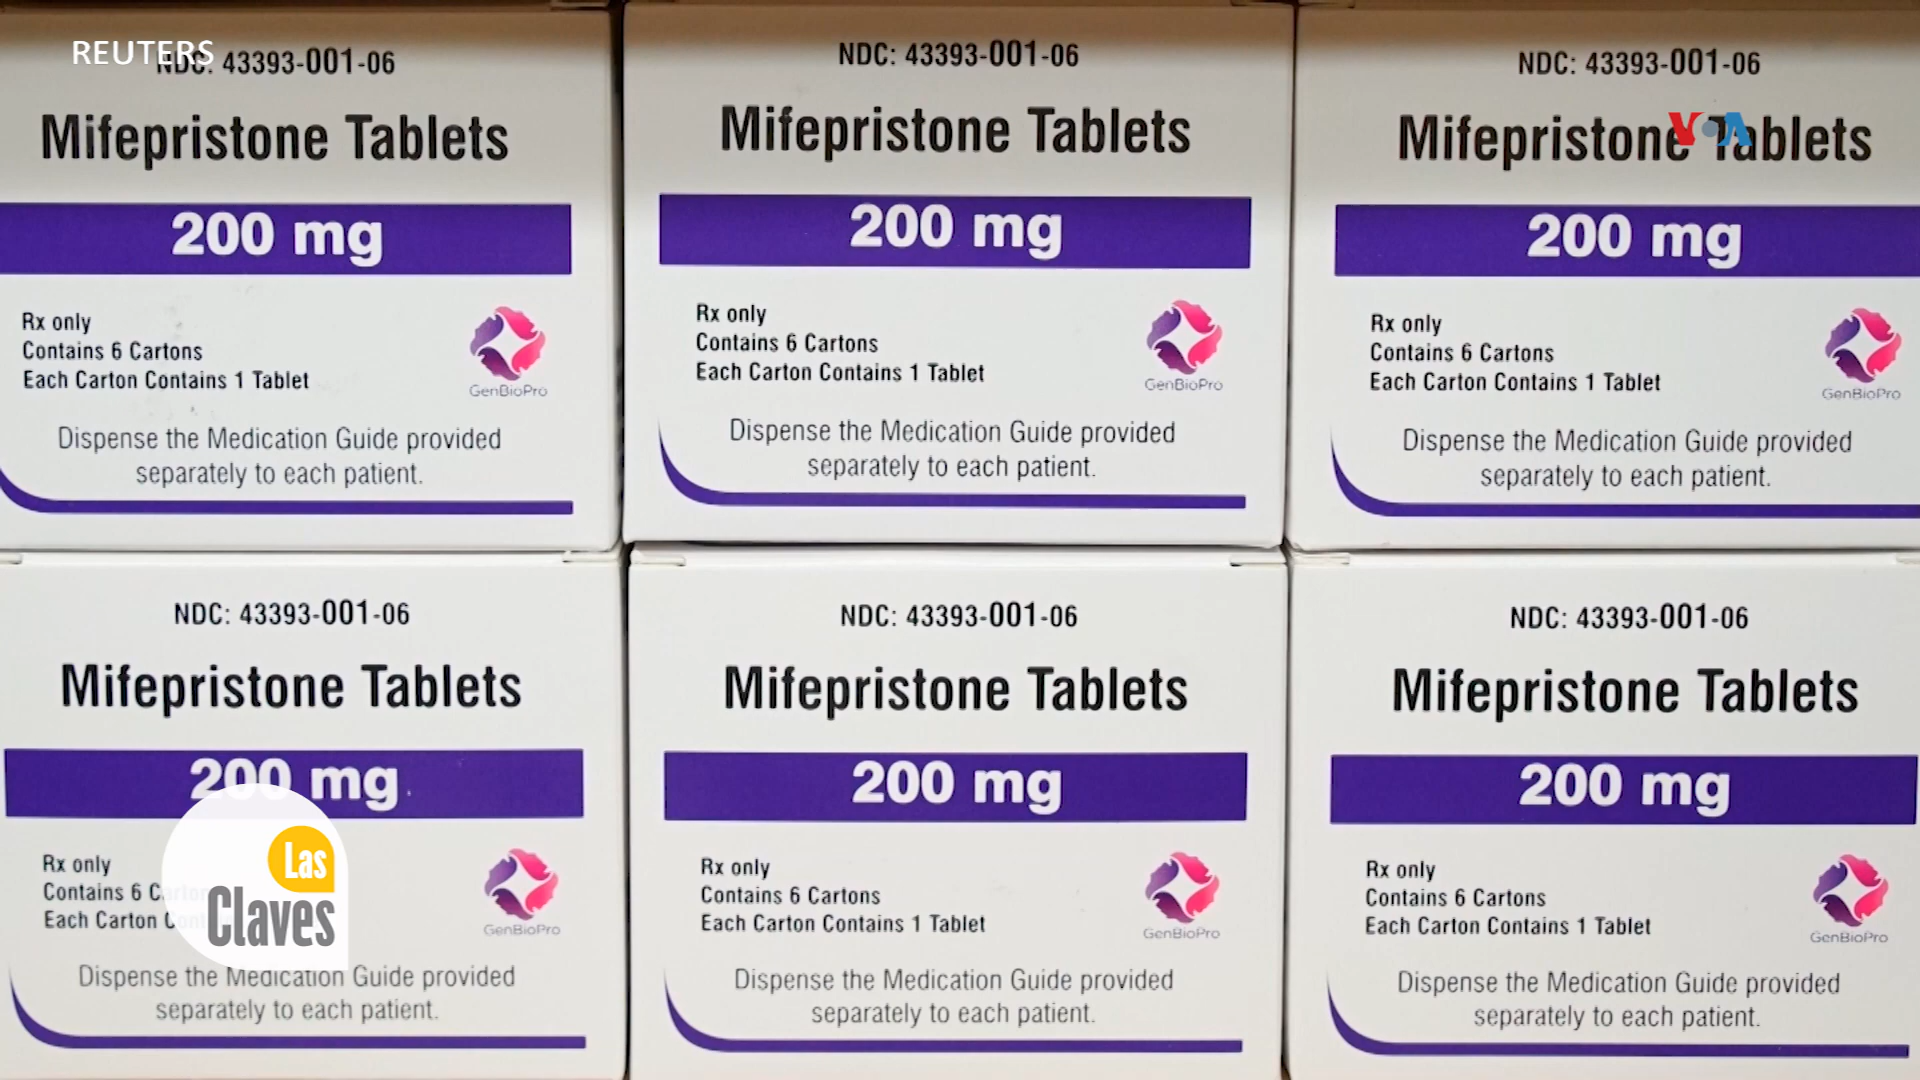 REUTERS
NDC: 43393-001-06
Mifepristone Tablets
200 mg
Rx only
Contains 6 Cartons
Each Carton Contains 1 Tablet
GenBioPro
Dispense the Medication Guide provided
separately to each patient.
NDC: 43393-001-06
Mifepristone Tablets
200 mg
Rx only
Contains 6 Cartons
Each Carton Contains 1 Tablet
GenBioPro
Dispense the Medication Guide provided
separately to each patient.
NDC: 43393-001-06
Mifepristone Tablets
VOA
200 mg
Rx only
Contains 6 Cartons
Each Carton Contains 1 Tablet
GenBioPro
Dispense the Medication Guide provided
separately to each patient.
NDC: 43393-001-06
Mifepristone Tablets
200 mg
Rx only
Contains 6 Cartons
Each Carton
GenBioPro
Las
Claves
Dispense the Medication Guide provided
separately to each patient.
NDC: 43393-001-06
Mifepristone Tablets
200 mg
Rx only
Contains 6 Cartons
Each Carton Contains 1 Tablet
GenBioPro
Dispense the Medication Guide provided
separately to each patient.
NDC: 43393-001-06
Mifepristone Tablets
200 mg
Rx only
Contains 6 Cartons
Each Carton Contains 1 Tablet
GenBioPro
Dispense the Medication Guide provided
separately to each patient.